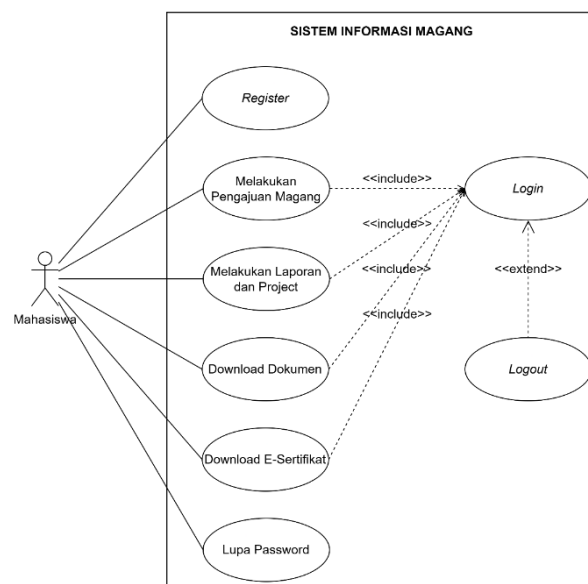 SISTEM INFORMASI MAGANG
Register
Melakukan
Pengajuan Magang
<<include>>
Login
<<include>>
Melakukan Laporan
dan Project
<<include>>
<<extend>>
Mahasiswa
<<include>>
Download Dokumen
Logout
Download E-Sertifikat
Lupa Password